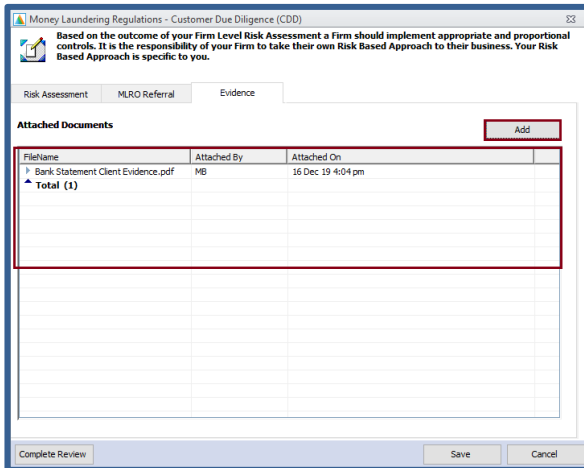 Money Laundering Regulations - Customer Due Diligence (CDD)
Based on the outcome of your Firm Level Risk Assessment a Firm should implement appropriate and proportional
controls. It is the responsibility of your Firm to take their own Risk Based Approach to their business. Your Risk
Based Approach is specific to you.
Risk Assessment MLRO Referral Evidence
Attached Documents
Add
FileName Attached By Attached On
Bank Statement Client Evidence.pdf MB 16 Dec 19 4:04 pm
Total (1)
Complete Review Save Cancel